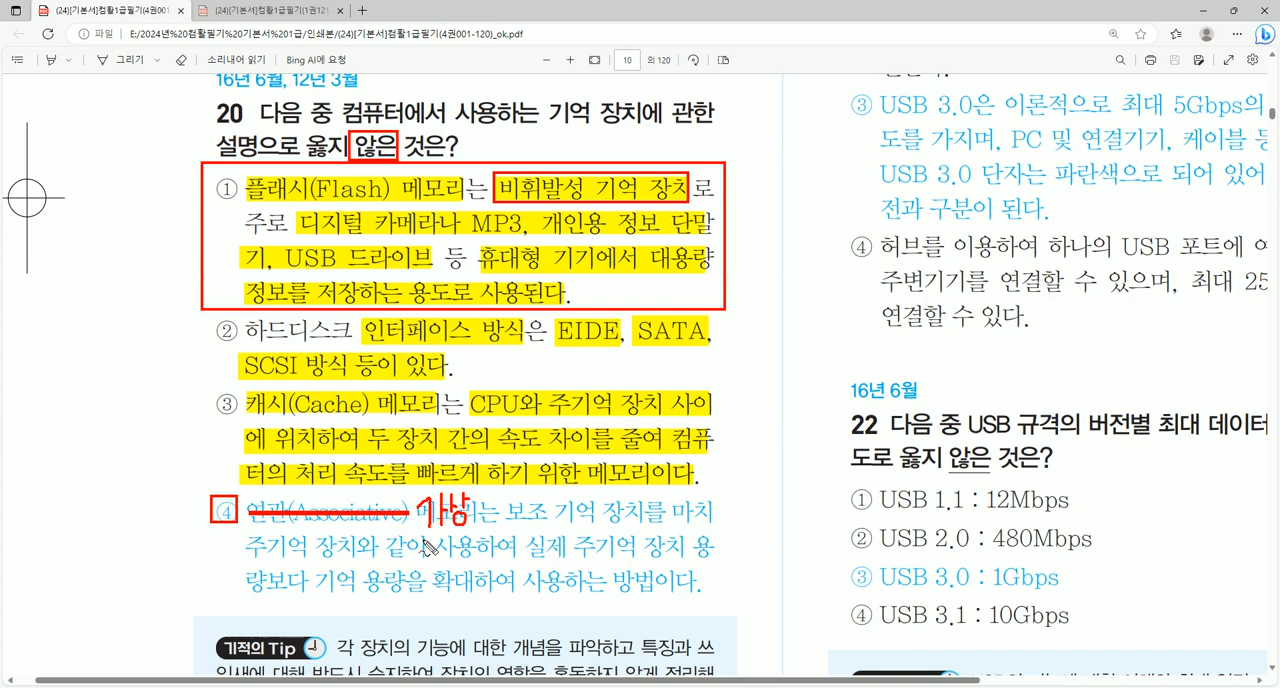 (24)[기본서]컴활1급필기(4권001
(24)[기본서]컴활1급필기(1권121
파일
E:/2024년%20컴활필기%20기본서%201급/인쇄본/(24)[기본서]컴활1급필기(4권001-120)_ok.pdf
그리기
소리내어 읽기
Bing AI에 요청
10
외 120
16년 6월, 12년 3월
20 다음 중 컴퓨터에서 사용하는 기억 장치에 관한
설명으로 옳지 않은 것은?
① 플래시(Flash) 메모리는 비휘발성 기억 장치로
주로 디지털 카메라나 MP3, 개인용 정보 단말
기, USB 드라이브 등 휴대형 기기에서 대용량
정보를 저장하는 용도로 사용된다.
② 하드디스크 인터페이스 방식은 EIDE, SATA,
SCSI 방식 등이 있다.
③ 캐시(Cache) 메모리는 CPU와 주기억 장치 사이
에 위치하여 두 장치 간의 속도 차이를 줄여 컴퓨
터의 처리 속도를 빠르게 하기 위한 메모리이다.
④ 연관(Associative) 메모리는 보조 기억 장치를 마치
가상
주기억 장치와 같이 사용하여 실제 주기억 장치 용
량보다 기억 용량을 확대하여 사용하는 방법이다.
기적의 Tip 각 장치의 기능에 대한 개념을 파악하고 특징과 쓰
③ USB 3.0은 이론적으로 최대 5Gbps의
도를 가지며, PC 및 연결기기, 케이블 등
USB 3.0 단자는 파란색으로 되어 있어
전과 구분이 된다.
④ 허브를 이용하여 하나의 USB 포트에 여
주변기기를 연결할 수 있으며, 최대 25
연결할 수 있다.
16년 6월
22 다음 중 USB 규격의 버전별 최대 데이터
도로 옳지 않은 것은?
① USB 1.1 : 12Mbps
② USB 2.0 : 480Mbps
③ USB 3.0 : 1Gbps
④ USB 3.1 : 10Gbps